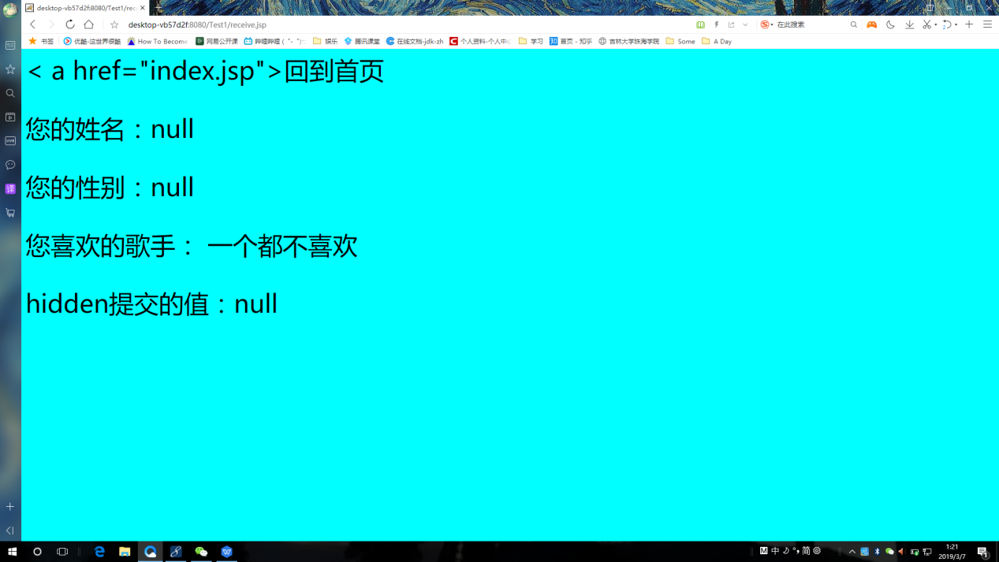 desktop-vb57d2f:8080/Test1/rec
desktop-vb57d2f:8080/Test1/receive.jsp
在此搜索
书签 优酷-这世界很酷 How To Become 网易公开课 娱乐 腾讯课堂 在线文档-jdk-zh 个人资料-个人中心 学习 首页 - 知乎 吉林大学珠海学院 Some A Day
< a href="index.jsp">回到首页
您的姓名：null
您的性别：null
您喜欢的歌手： 一个都不喜欢
hidden提交的值：null
LIVE
译
M 中 简
1:21
2019/3/7
1